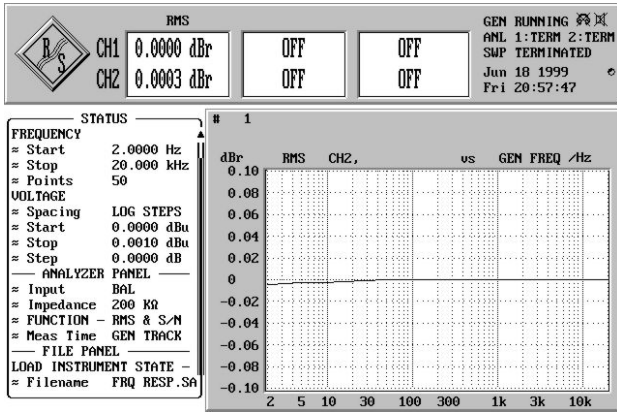 R & S
RMS
CH1 0.0000 dBr OFF OFF
CH2 0.0003 dBr OFF OFF
GEN RUNNING
ANL 1:TERM 2:TERM
SWP TERMINATED
Jun 18 1999
Fri 20:57:47
STATUS
FREQUENCY
≈ Start 2.0000 Hz
≈ Stop 20.000 kHz
≈ Points 50
VOLTAGE
≈ Spacing LOG STEPS
≈ Start 0.0000 dBu
≈ Stop 0.0010 dBu
≈ Step 0.0000 dB
ANALYZER PANEL
≈ Input BAL
≈ Impedance 200 KΩ
≈ FUNCTION - RMS & S/N
≈ Meas Time GEN TRACK
FILE PANEL
LOAD INSTRUMENT STATE -
≈ Filename FRQ RESP.SA
# 1
dBr RMS CH2, vs GEN FREQ /Hz
0.10
0.08
0.06
0.04
0.02
0
-0.02
-0.04
-0.06
-0.08
-0.10
2 5 10 30 100 300 1k 3k 10k